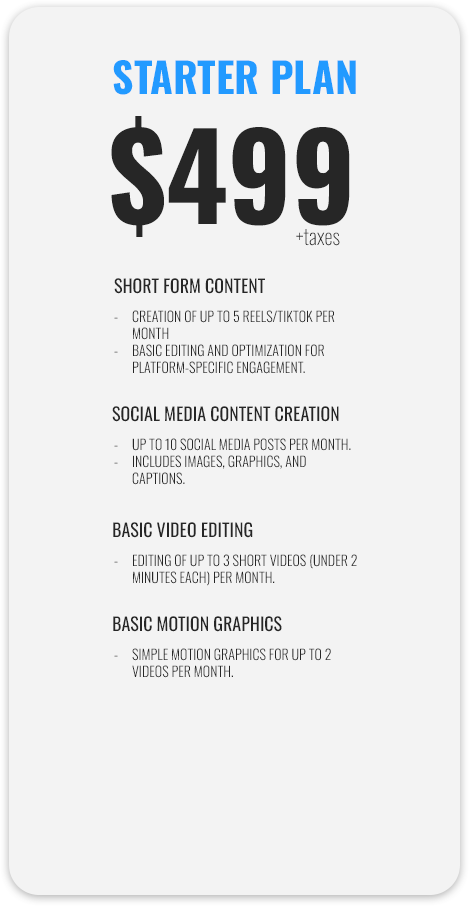 STARTER PLAN
$499
+taxes
SHORT FORM CONTENT
- CREATION OF UP TO 5 REELS/TIKTOK PER
MONTH
- BASIC EDITING AND OPTIMIZATION FOR
PLATFORM-SPECIFIC ENGAGEMENT.
SOCIAL MEDIA CONTENT CREATION
- UP TO 10 SOCIAL MEDIA POSTS PER MONTH.
- INCLUDES IMAGES, GRAPHICS, AND
CAPTIONS.
BASIC VIDEO EDITING
- EDITING OF UP TO 3 SHORT VIDEOS (UNDER 2
MINUTES EACH) PER MONTH.
BASIC MOTION GRAPHICS
- SIMPLE MOTION GRAPHICS FOR UP TO 2
VIDEOS PER MONTH.